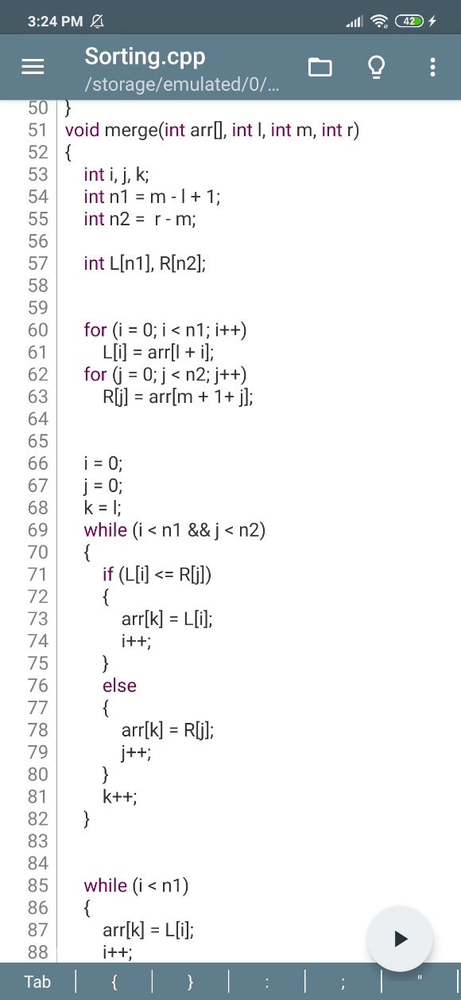 3:24 PM 42
Sorting.cpp
/storage/emulated/0/...
50 }
51 void merge(int arr[], int l, int m, int r)
52 {
53 int i, j, k;
54 int n1 = m - l + 1;
55 int n2 =  r - m;
56
57 int L[n1], R[n2];
58
59
60 for (i = 0; i < n1; i++)
61 L[i] = arr[l + i];
62 for (j = 0; j < n2; j++)
63 R[j] = arr[m + 1+ j];
64
65
66 i = 0;
67 j = 0;
68 k = l;
69 while (i < n1 && j < n2)
70 {
71 if (L[i] <= R[j])
72 {
73 arr[k] = L[i];
74 i++;
75 }
76 else
77 {
78 arr[k] = R[j];
79 j++;
80 }
81 k++;
82 }
83
84
85 while (i < n1)
86 {
87 arr[k] = L[i];
88 i++;
Tab { } : ; "